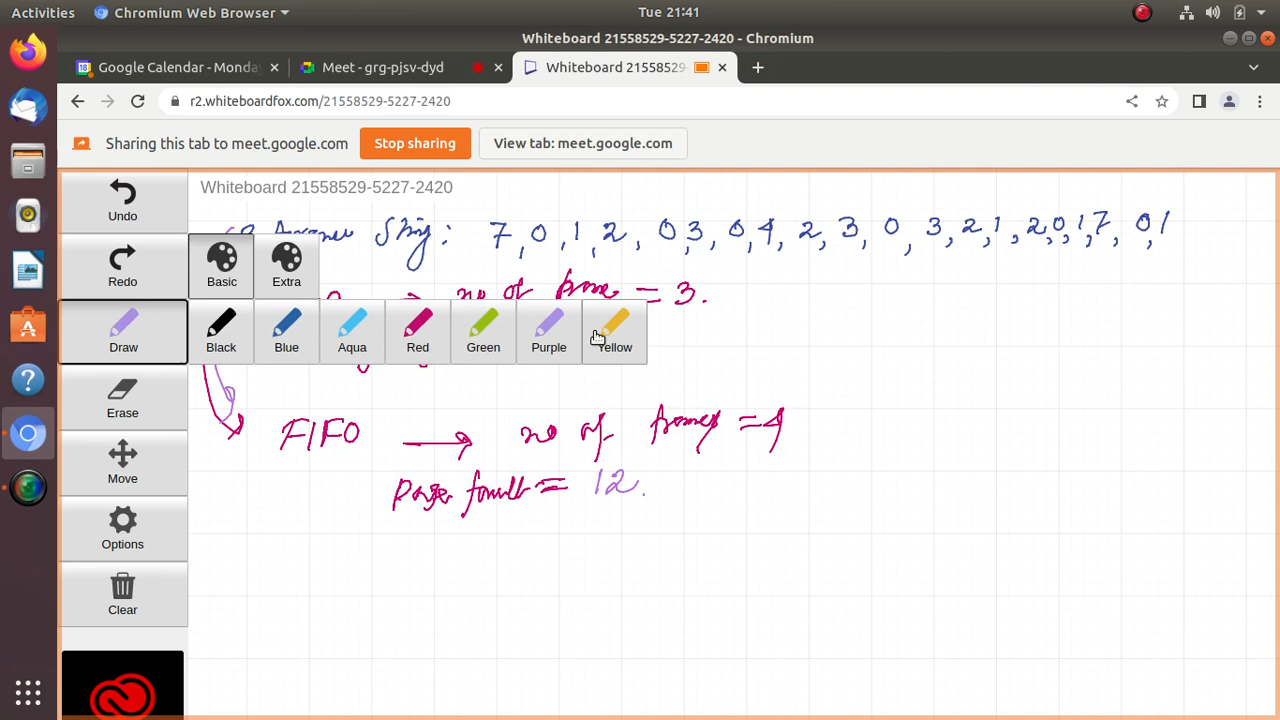 Activities Chromium Web Browser Tue 21:41
Whiteboard 21558529-5227-2420 - Chromium
Google Calendar - Monda Meet - grg-pjsv-dyd Whiteboard 21558529-
r2.whiteboardfox.com/21558529-5227-2420
Sharing this tab to meet.google.com Stop sharing View tab: meet.google.com
Whiteboard 21558529-5227-2420
Undo
String: 7, 0, 1, 2, 0, 3, 0, 4, 2, 3, 0, 3, 2, 1, 2, 0, 1, 7, 0, 1
Redo
Basic
Extra
→ no of frame = 3.
Draw
Black
Blue
Aqua
Red
Green
Purple
Yellow
Erase
FIFO → no of frames = 4
Move
page fault = 12.
Options
Clear